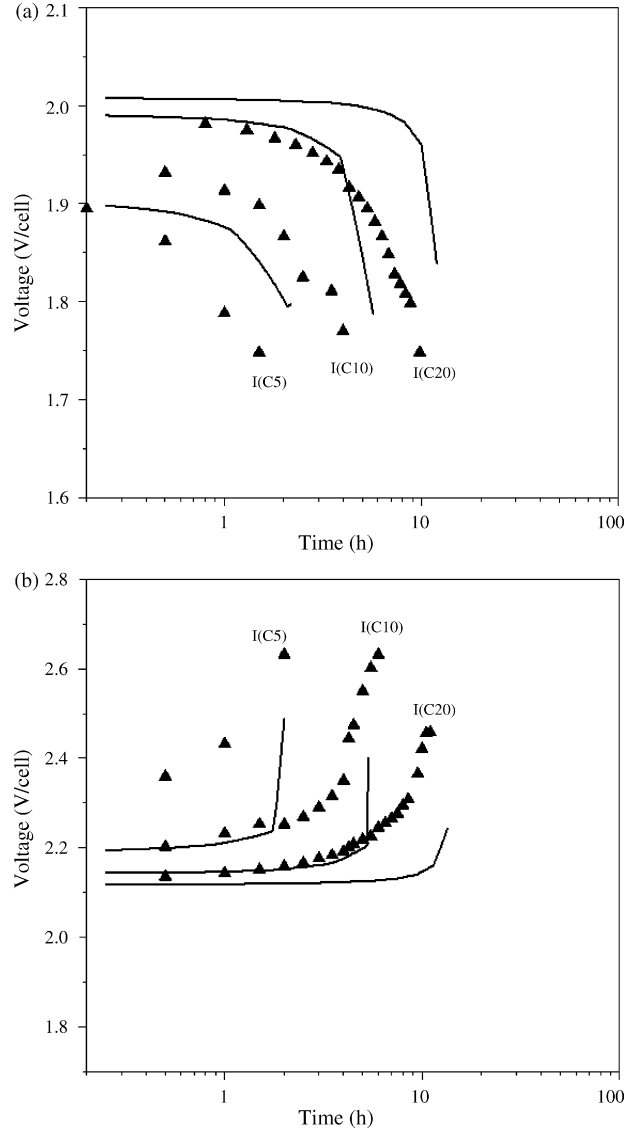 (a)
2.1
2.0
1.9
1.8
1.7
1.6
Voltage (V/cell)
I(C5)
I(C10)
I(C20)
1
10
100
Time (h)
(b)
2.8
2.6
2.4
2.2
2.0
1.8
Voltage (V/cell)
I(C5)
I(C10)
I(C20)
1
10
100
Time (h)